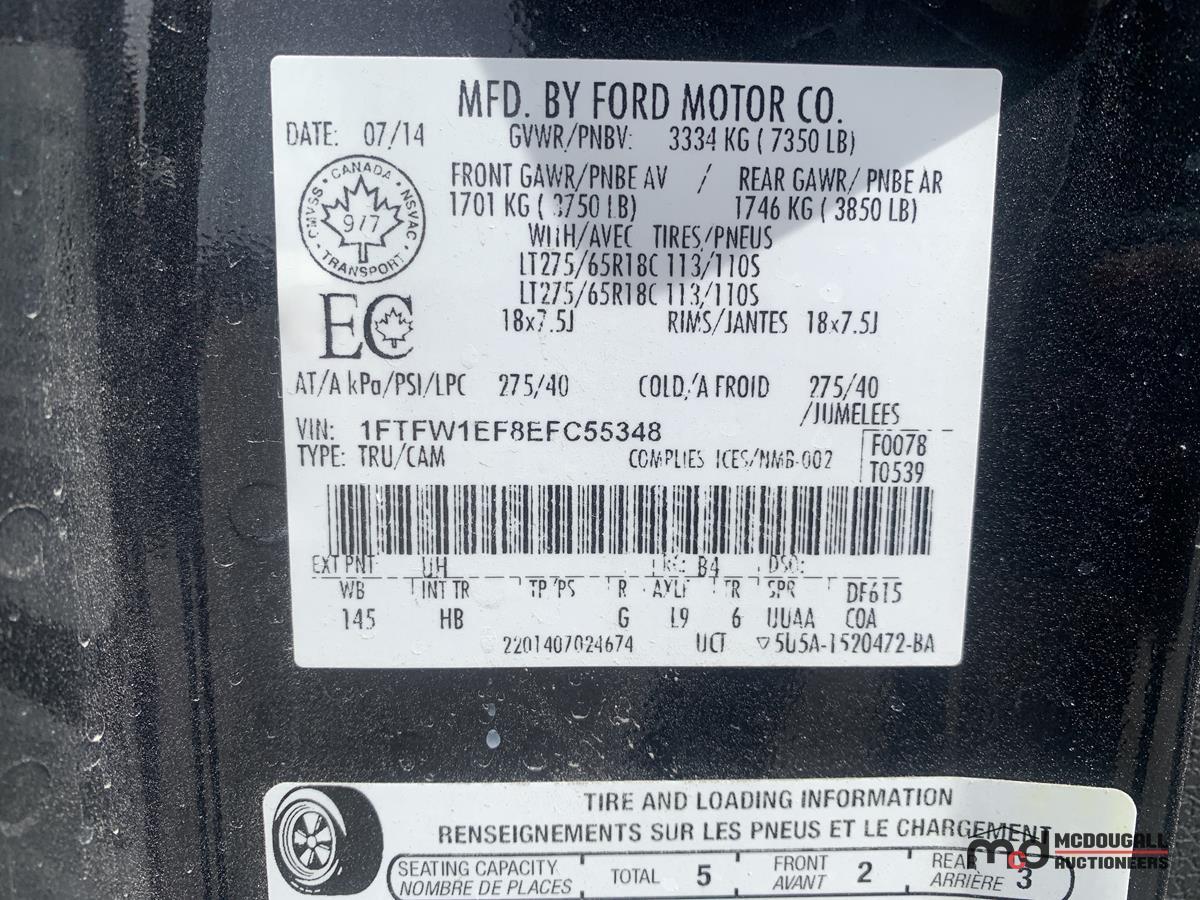 MFD. BY FORD MOTOR CO.
DATE: 07/14 GVWR/PNBV: 3334 KG ( 7350 LB)
FRONT GAWR/PNBE AV / REAR GAWR/ PNBE AR
1701 KG ( 3750 LB) 1746 KG ( 3850 LB)
WITH/AVEC TIRES/PNEUS
LT275/65R18C 113/110S
LT275/65R18C 113/110S
18x7.5J RIMS/JANTES 18x7.5J
CMVSS • CANADA • NSVAC • TRANSPORT •
977
EC
AT/A kPa/PSI/LPC 275/40 COLD/A FROID 275/40
/JUMELEES
VIN: 1FTFW1EF8EFC55348
TYPE: TRU/CAM COMPLIES ICES/NMB-002
F0078
T0539
EXT PNT UH RC: B4 DSO:
WB INT TR TP/PS R AXLE TR SPR DF615
145 HB G L9 6 UUAA COA
2201407024674 UCT ▽5U5A-1520472-BA
TIRE AND LOADING INFORMATION
RENSEIGNEMENTS SUR LES PNEUS ET LE CHARGEMENT
SEATING CAPACITY TOTAL 5 FRONT 2 REAR 3
NOMBRE DE PLACES AVANT ARRIÈRE
mcd MCDOUGALL
AUCTIONEERS